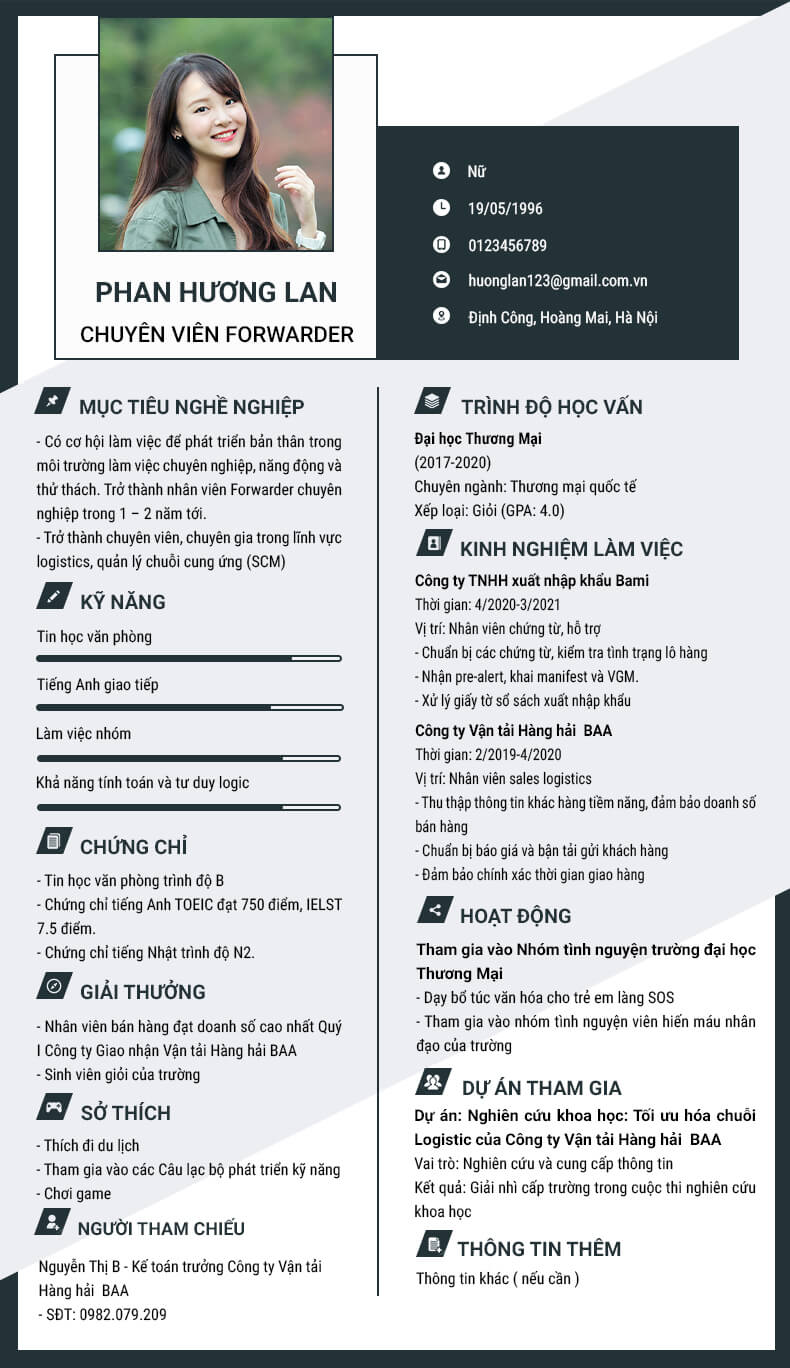 PHAN HƯƠNG LAN
CHUYÊN VIÊN FORWARDER
Nữ
19/05/1996
0123456789
huonglan123@gmail.com.vn
Định Công, Hoàng Mai, Hà Nội
MỤC TIÊU NGHỀ NGHIỆP
- Có cơ hội làm việc để phát triển bản thân trong
môi trường làm việc chuyên nghiệp, năng động và
thử thách. Trở thành nhân viên Forwarder chuyên
nghiệp trong 1 – 2 năm tới.
- Trở thành chuyên viên, chuyên gia trong lĩnh vực
logistics, quản lý chuỗi cung ứng (SCM)
KỸ NĂNG
Tin học văn phòng
Tiếng Anh giao tiếp
Làm việc nhóm
Khả năng tính toán và tư duy logic
CHỨNG CHỈ
- Tin học văn phòng trình độ B
- Chứng chỉ tiếng Anh TOEIC đạt 750 điểm, IELST
7.5 điểm.
- Chứng chỉ tiếng Nhật trình độ N2.
GIẢI THƯỞNG
- Nhân viên bán hàng đạt doanh số cao nhất Quý
I Công ty Giao nhận Vận tải Hàng hải BAA
- Sinh viên giỏi của trường
SỞ THÍCH
- Thích đi du lịch
- Tham gia vào các Câu lạc bộ phát triển kỹ năng
- Chơi game
NGƯỜI THAM CHIẾU
Nguyễn Thị B - Kế toán trưởng Công ty Vận tải
Hàng hải BAA
- SĐT: 0982.079.209
TRÌNH ĐỘ HỌC VẤN
Đại học Thương Mại
(2017-2020)
Chuyên ngành: Thương mại quốc tế
Xếp loại: Giỏi (GPA: 4.0)
KINH NGHIỆM LÀM VIỆC
Công ty TNHH xuất nhập khẩu Bami
Thời gian: 4/2020-3/2021
Vị trí: Nhân viên chứng từ, hỗ trợ
- Chuẩn bị các chứng từ, kiểm tra tình trạng lô hàng
- Nhận pre-alert, khai manifest và VGM.
- Xử lý giấy tờ sổ sách xuất nhập khẩu
Công ty Vận tải Hàng hải BAA
Thời gian: 2/2019-4/2020
Vị trí: Nhân viên sales logistics
- Thu thập thông tin khác hàng tiềm năng, đảm bảo doanh số
bán hàng
- Chuẩn bị báo giá và bận tải gửi khách hàng
- Đảm bảo chính xác thời gian giao hàng
HOẠT ĐỘNG
Tham gia vào Nhóm tình nguyện trường đại học
Thương Mại
- Dạy bổ túc văn hóa cho trẻ em làng SOS
- Tham gia vào nhóm tình nguyện viên hiến máu nhân
đạo của trường
DỰ ÁN THAM GIA
Dự án: Nghiên cứu khoa học: Tối ưu hóa chuỗi
Logistic của Công ty Vận tải Hàng hải BAA
Vai trò: Nghiên cứu và cung cấp thông tin
Kết quả: Giải nhì cấp trường trong cuộc thi nghiên cứu
khoa học
THÔNG TIN THÊM
Thông tin khác ( nếu cần )